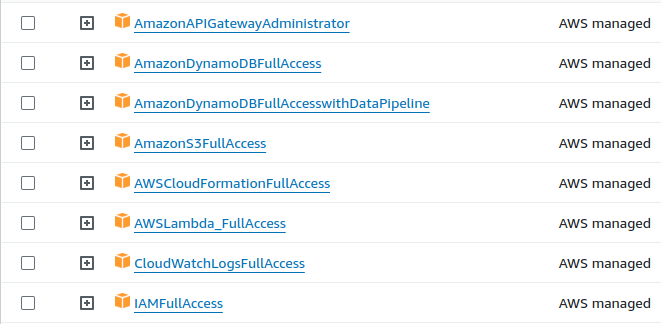 AmazonAPIGatewayAdministrator AWS managed
AmazonDynamoDBFullAccess AWS managed
AmazonDynamoDBFullAccesswithDataPipeline AWS managed
AmazonS3FullAccess AWS managed
AWSCloudFormationFullAccess AWS managed
AWSLambda_FullAccess AWS managed
CloudWatchLogsFullAccess AWS managed
IAMFullAccess AWS managed